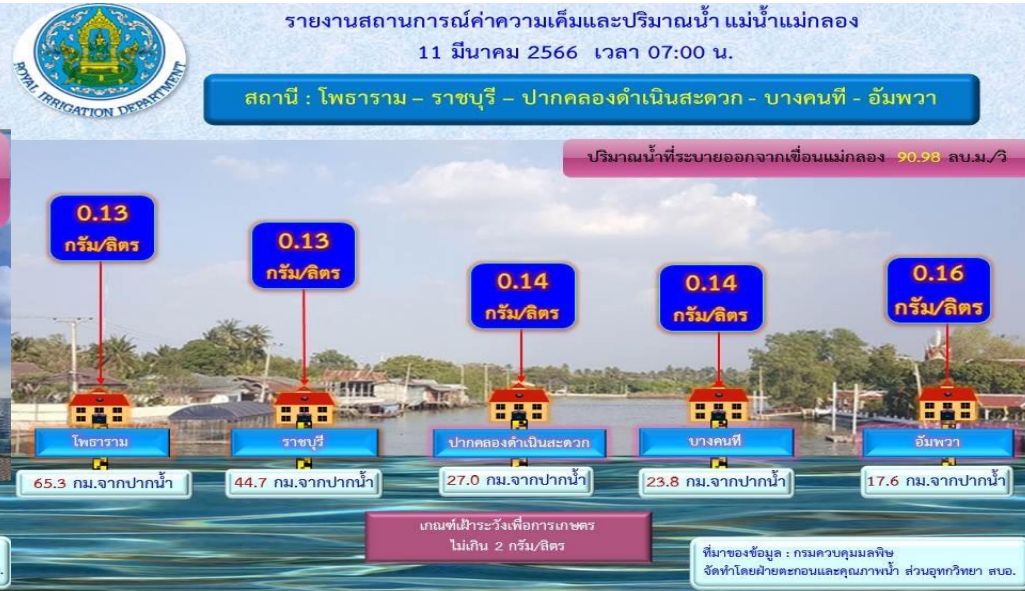 รายงานสถานการณ์ค่าความเค็มและปริมาณน้ำ แม่น้ำแม่กลอง
11 มีนาคม 2566 เวลา 07:00 น.
ROYAL IRRIGATION DEPARTMENT
สถานี : โพธาราม – ราชบุรี – ปากคลองดำเนินสะดวก - บางคนที - อัมพวา
ปริมาณน้ำที่ระบายออกจากเขื่อนแม่กลอง 90.98 ลบ.ม./วิ
0.13
กรัม/ลิตร
0.13
กรัม/ลิตร
0.14
กรัม/ลิตร
0.14
กรัม/ลิตร
0.16
กรัม/ลิตร
โพธาราม
ราชบุรี
ปากคลองดำเนินสะดวก
บางคนที
อัมพวา
65.3 กม.จากปากน้ำ
44.7 กม.จากปากน้ำ
27.0 กม.จากปากน้ำ
23.8 กม.จากปากน้ำ
17.6 กม.จากปากน้ำ
เกณฑ์เฝ้าระวังเพื่อการเกษตร
ไม่เกิน 2 กรัม/ลิตร
ที่มาของข้อมูล : กรมควบคุมมลพิษ
จัดทำโดยฝ่ายตะกอนและคุณภาพน้ำ ส่วนอุทกวิทยา สบอ.